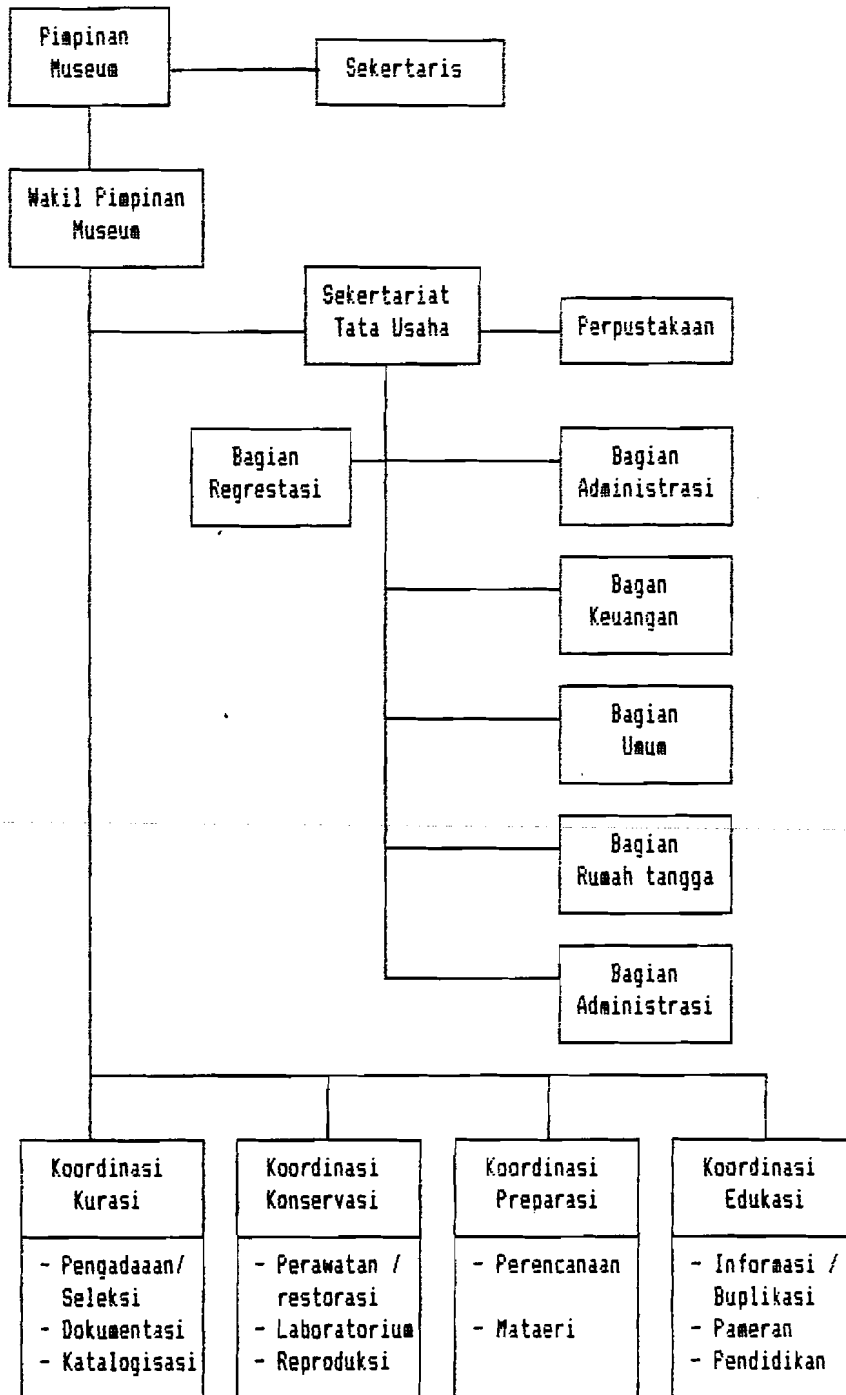 Pimpinan
Museum
Sekertaris
Wakil Pimpinan
Museum
Sekertariat
Tata Usaha
Perpustakaan
Bagian
Regrestasi
Bagian
Administrasi
Bagan
Keuangan
Bagian
Umum
Bagian
Rumah tangga
Bagian
Administrasi
Koordinasi
Kurasi
- Pengadaaan/
Seleksi
- Dokumentasi
- Katalogisasi
Koordinasi
Konservasi
- Perawatan /
restorasi
- Laboratorium
- Reproduksi
Koordinasi
Preparasi
- Perencanaan
- Mataeri
Koordinasi
Edukasi
- Informasi /
Buplikasi
- Pameran
- Pendidikan